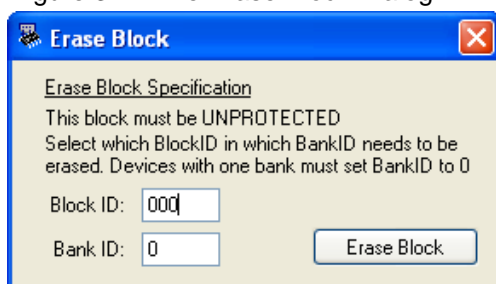 Erase Block
Erase Block Specification
This block must be UNPROTECTED
Select which BlockID in which BankID needs to be
erased. Devices with one bank must set BankID to 0
Block ID: 000
Bank ID: 0 Erase Block